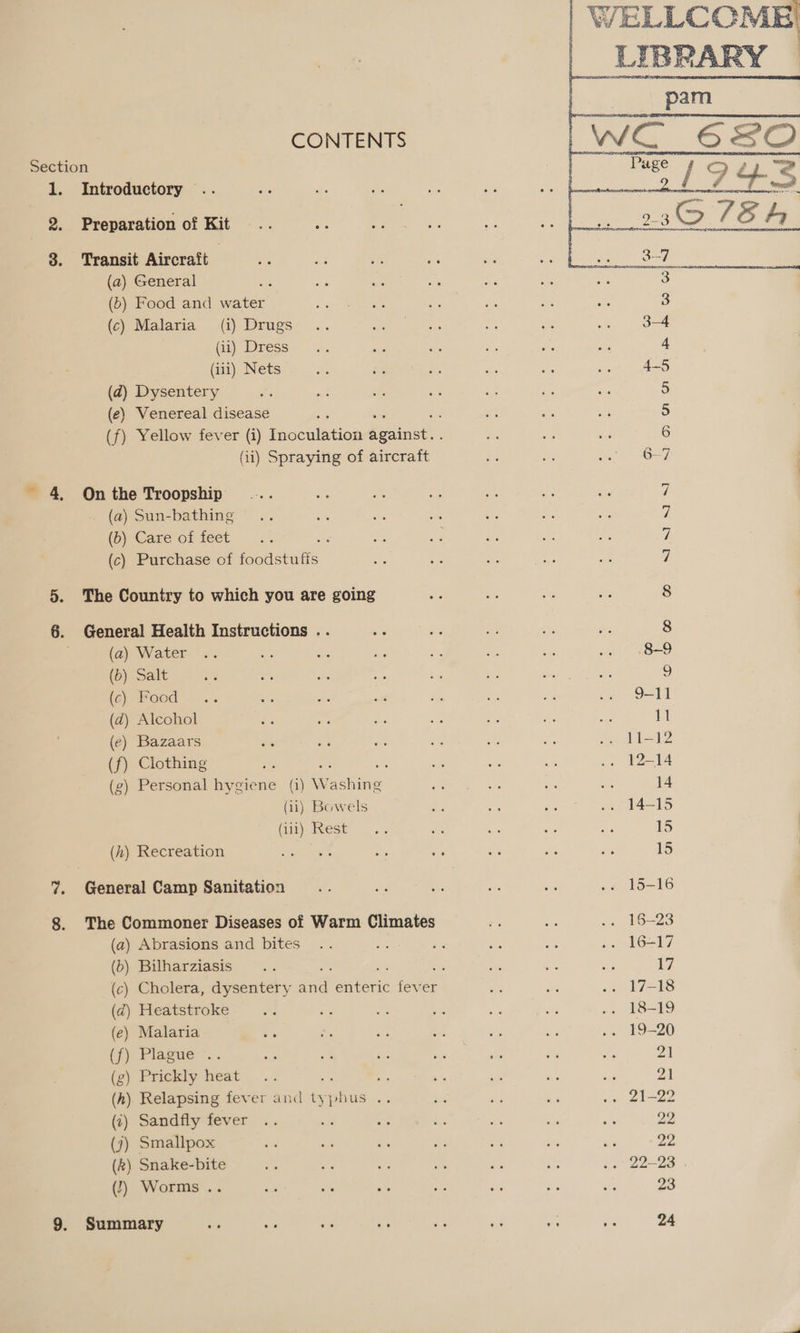 WELLCOME
LIBRARY
pam
WC 680
1943
G78h
CONTENTS
Section Page
1. Introductory .. 2
2. Preparation of Kit .. 2-3
3. Transit Aircraft 3-7
(a) General 3
(b) Food and water 3
(c) Malaria (i) Drugs .. 3-4
(ii) Dress .. 4
(iii) Nets 4-5
(d) Dysentery 5
(e) Venereal disease 5
(f) Yellow fever (i) Inoculation against.. 6
(ii) Spraying of aircraft 6-7
4. On the Troopship .. 7
(a) Sun-bathing .. 7
(b) Care of feet .. 7
(c) Purchase of foodstuffs 7
5. The Country to which you are going 8
6. General Health Instructions .. 8
(a) Water .. 8-9
(b) Salt 9
(c) Food .. 9-11
(d) Alcohol 11
(e) Bazaars 11-12
(f) Clothing 12-14
(g) Personal hygiene (i) Washing 14
(ii) Bowels 14-15
(iii) Rest .. 15
(h) Recreation 15
7. General Camp Sanitation .. 15-16
8. The Commoner Diseases of Warm Climates 16-23
(a) Abrasions and bites .. 16-17
(b) Bilharziasis .. 17
(c) Cholera, dysentery and enteric fever 17-18
(d) Heatstroke .. 18-19
(e) Malaria 19-20
(f) Plague .. 21
(g) Prickly heat .. 21
(h) Relapsing fever and typhus .. 21-22
(i) Sandfly fever .. 22
(j) Smallpox 22
(k) Snake-bite 22-23
(l) Worms .. 23
9. Summary 24